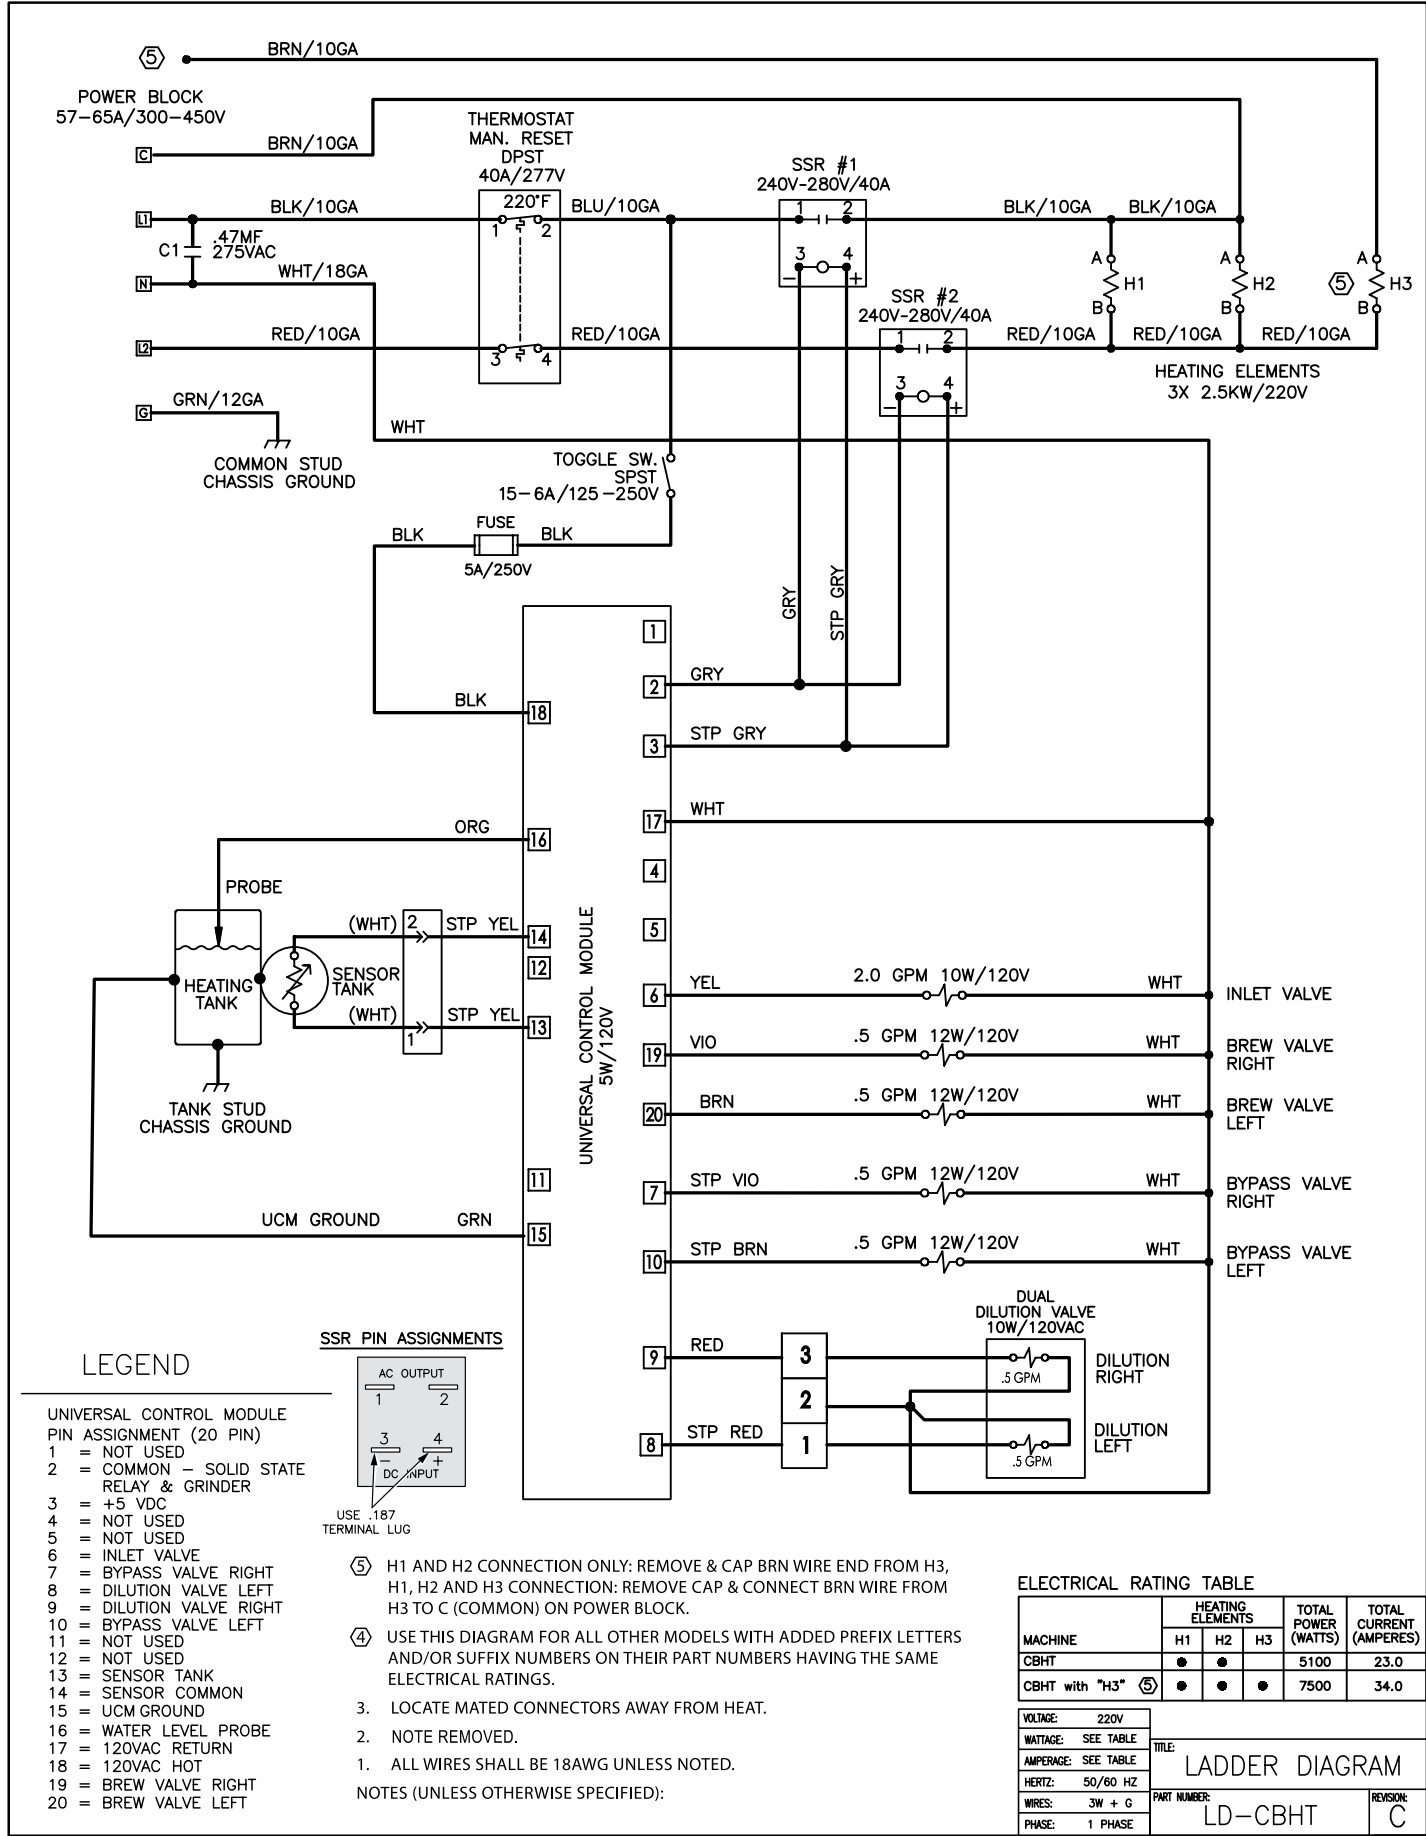 5
BRN/10GA
POWER BLOCK
57-65A/300-450V
C
BRN/10GA
THERMOSTAT
MAN. RESET
DPST
40A/277V
220°F
1
2
3
4
SSR #1
240V-280V/40A
1
2
3
4
-
+
L1
BLK/10GA
BLU/10GA
BLK/10GA
BLK/10GA
C1
.47MF
275VAC
N
WHT/18GA
SSR #2
240V-280V/40A
1
2
3
4
-
+
A
B
H1
A
B
H2
5
A
B
H3
L2
RED/10GA
RED/10GA
RED/10GA
RED/10GA
RED/10GA
HEATING ELEMENTS
3X 2.5KW/220V
G
GRN/12GA
COMMON STUD
CHASSIS GROUND
WHT
TOGGLE SW.
SPST
15-6A/125-250V
BLK
FUSE
BLK
5A/250V
GRY
STP GRY
1
2
GRY
BLK
18
3
STP GRY
17
WHT
ORG
16
4
PROBE
5
(WHT)
2
STP YEL
14
12
HEATING
TANK
SENSOR
TANK
(WHT)
1
STP YEL
13
UNIVERSAL CONTROL MODULE
5W/120V
TANK STUD
CHASSIS GROUND
11
UCM GROUND
GRN
15
6
YEL
2.0 GPM 10W/120V
WHT
INLET VALVE
19
VIO
.5 GPM 12W/120V
WHT
BREW VALVE
RIGHT
20
BRN
.5 GPM 12W/120V
WHT
BREW VALVE
LEFT
7
STP VIO
.5 GPM 12W/120V
WHT
BYPASS VALVE
RIGHT
10
STP BRN
.5 GPM 12W/120V
WHT
BYPASS VALVE
LEFT
DUAL
DILUTION VALVE
10W/120VAC
9
RED
3
.5 GPM
DILUTION
RIGHT
2
8
STP RED
1
.5 GPM
DILUTION
LEFT
SSR PIN ASSIGNMENTS
AC OUTPUT
1
2
3
4
-
+
DC INPUT
USE .187
TERMINAL LUG
LEGEND
UNIVERSAL CONTROL MODULE
PIN ASSIGNMENT (20 PIN)
1 = NOT USED
2 = COMMON - SOLID STATE
RELAY & GRINDER
3 = +5 VDC
4 = NOT USED
5 = NOT USED
6 = INLET VALVE
7 = BYPASS VALVE RIGHT
8 = DILUTION VALVE LEFT
9 = DILUTION VALVE RIGHT
10 = BYPASS VALVE LEFT
11 = NOT USED
12 = NOT USED
13 = SENSOR TANK
14 = SENSOR COMMON
15 = UCM GROUND
16 = WATER LEVEL PROBE
17 = 120VAC RETURN
18 = 120VAC HOT
19 = BREW VALVE RIGHT
20 = BREW VALVE LEFT
5 H1 AND H2 CONNECTION ONLY: REMOVE & CAP BRN WIRE END FROM H3,
H1, H2 AND H3 CONNECTION: REMOVE CAP & CONNECT BRN WIRE FROM
H3 TO C (COMMON) ON POWER BLOCK.
4 USE THIS DIAGRAM FOR ALL OTHER MODELS WITH ADDED PREFIX LETTERS
AND/OR SUFFIX NUMBERS ON THEIR PART NUMBERS HAVING THE SAME
ELECTRICAL RATINGS.
3. LOCATE MATED CONNECTORS AWAY FROM HEAT.
2. NOTE REMOVED.
1. ALL WIRES SHALL BE 18AWG UNLESS NOTED.
NOTES (UNLESS OTHERWISE SPECIFIED):
ELECTRICAL RATING TABLE
MACHINE
HEATING
ELEMENTS
H1 H2 H3
TOTAL
POWER
(WATTS)
TOTAL
CURRENT
(AMPERES)
CBHT ● ● 5100 23.0
CBHT with "H3" 5 ● ● ● 7500 34.0
VOLTAGE: 220V
WATTAGE: SEE TABLE
AMPERAGE: SEE TABLE
HERTZ: 50/60 HZ
WIRES: 3W + G
PHASE: 1 PHASE
TITLE:
LADDER DIAGRAM
PART NUMBER:
LD-CBHT
REVISION:
C